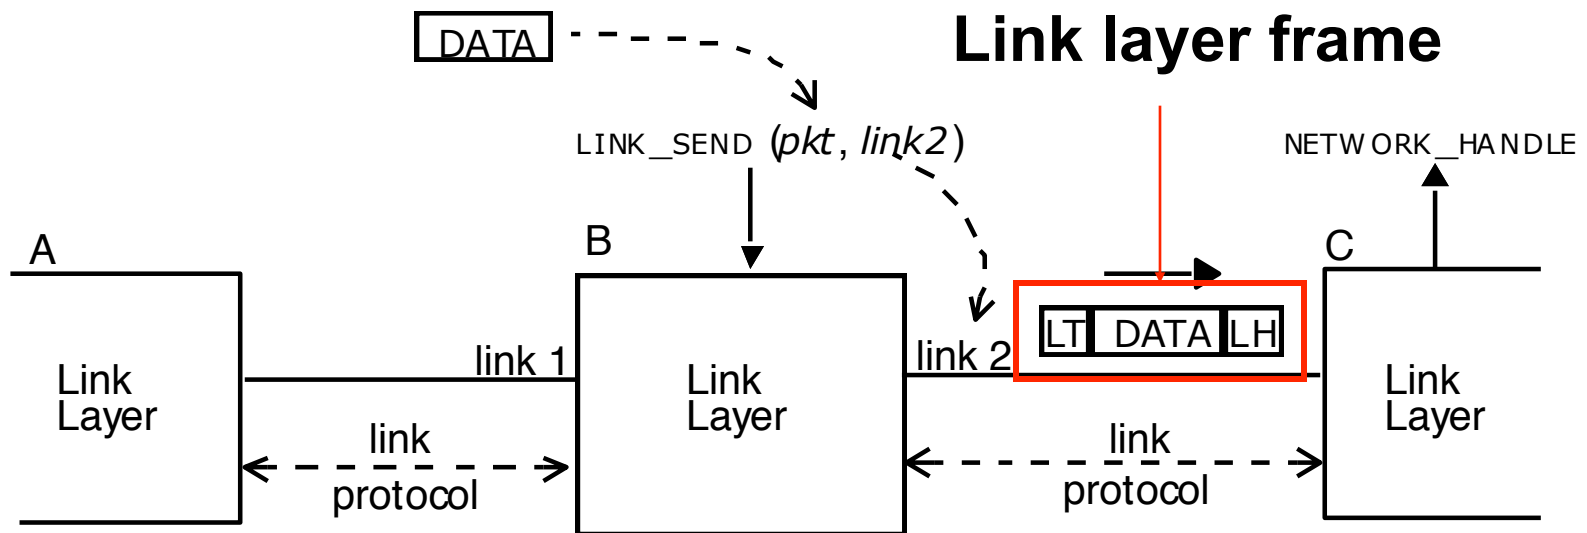 Link layer frame
DATA
LINK_SEND (pkt, link2)
NETWORK_HANDLE
A
B
C
LT DATA LH
link 1
link 2
Link
Layer
Link
Layer
Link
Layer
link
protocol
link
protocol